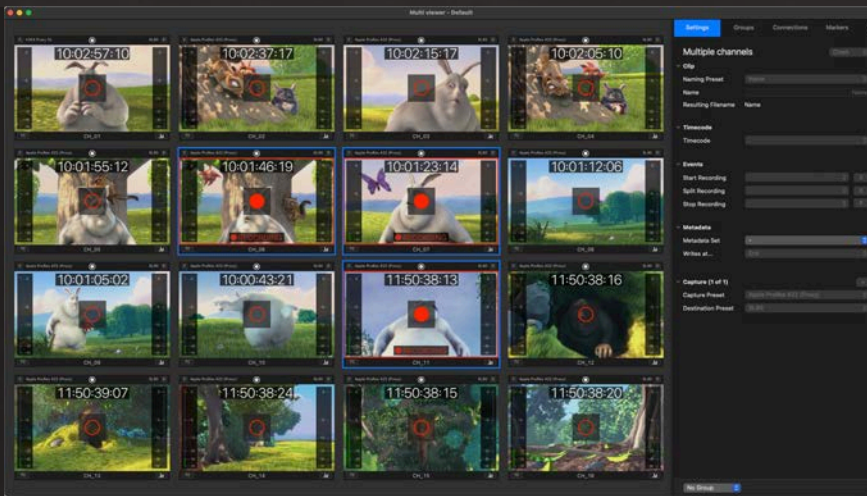 Multi viewer - Default
Settings Groups Connections Markers
10:02:57:10 10:02:37:17 10:02:15:17 10:02:05:10
CH_01 CH_02 CH_03 CH_04
10:01:55:12 10:01:46:19 10:01:23:14 10:01:12:06
CH_05 CH_06 CH_07 CH_08
10:01:05:02 10:00:43:21 11:50:38:13 11:50:38:16
CH_09 CH_10 CH_11 CH_12
11:50:39:07 11:50:38:24 11:50:38:15 11:50:38:20
CH_13 CH_14 CH_15 CH_16
Multiple channels
Clip
Naming Preset
Name
Resulting Filename Name
Timecode
Timecode
Events
Start Recording
Split Recording
Stop Recording
Metadata
Metadata Set
Writes at...
Capture (1 of 1)
Capture Preset Apple ProRes 422 (Proxy)
Destination Preset
No Group